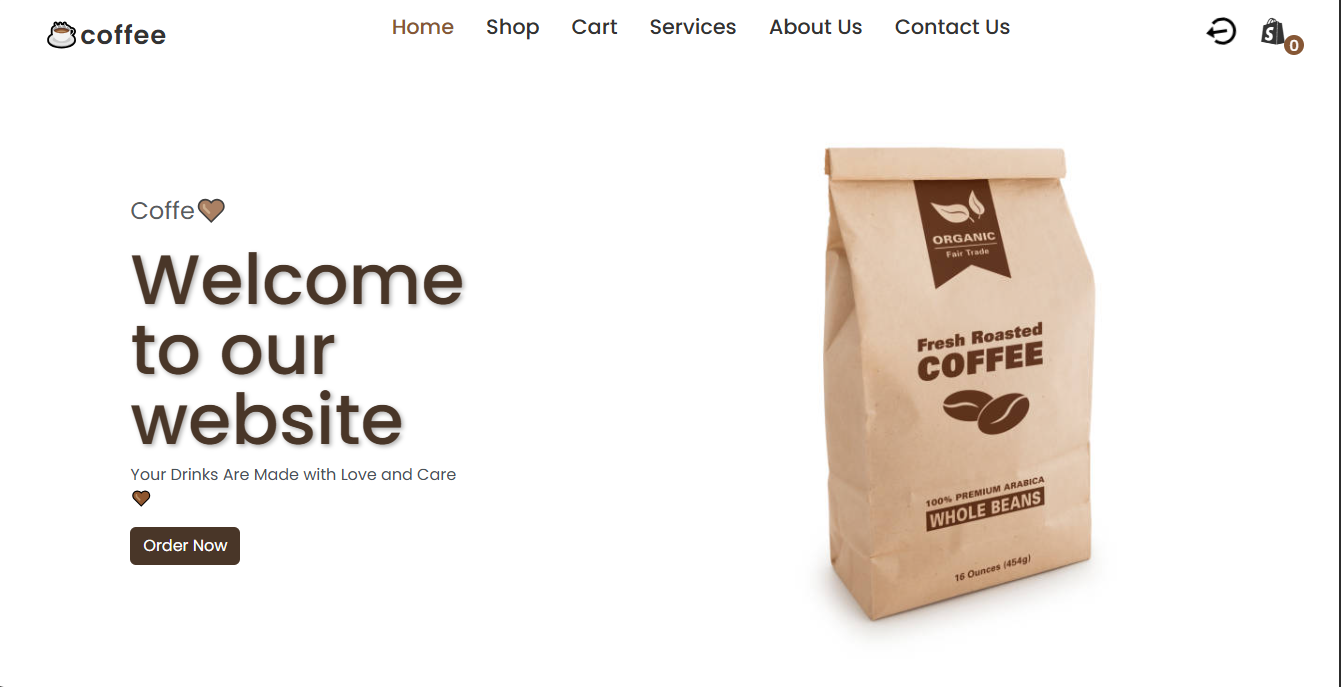 coffee
Home Shop Cart Services About Us Contact Us
S
0
Coffe🤎
Welcome
to our
website
Your Drinks Are Made with Love and Care
🤎
Order Now
ORGANIC
Fair Trade
Fresh Roasted
COFFEE
100% PREMIUM ARABICA
WHOLE BEANS
16 Ounces (454g)